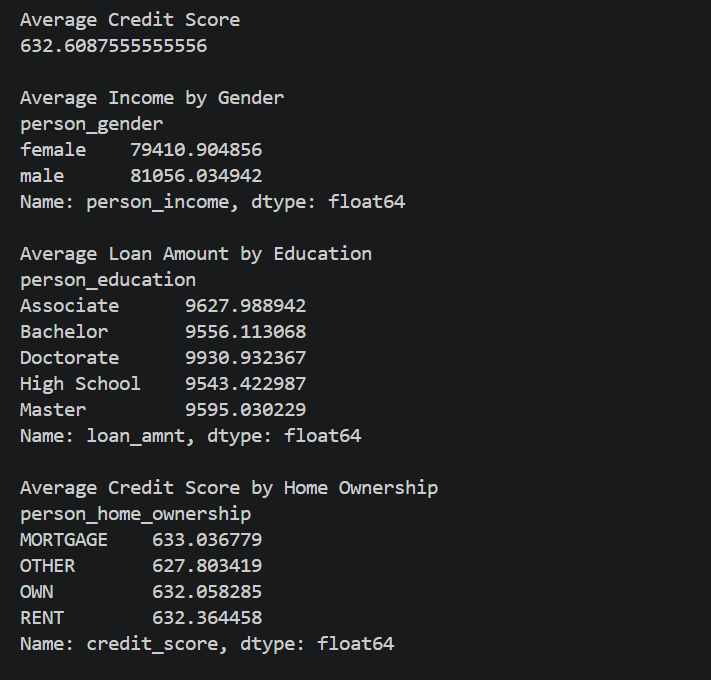 Average Credit Score
632.6087555555556
Average Income by Gender
person_gender
female    79410.904856
male      81056.034942
Name: person_income, dtype: float64
Average Loan Amount by Education
person_education
Associate      9627.988942
Bachelor       9556.113068
Doctorate      9930.932367
High School    9543.422987
Master         9595.030229
Name: loan_amnt, dtype: float64
Average Credit Score by Home Ownership
person_home_ownership
MORTGAGE    633.036779
OTHER       627.803419
OWN         632.058285
RENT        632.364458
Name: credit_score, dtype: float64